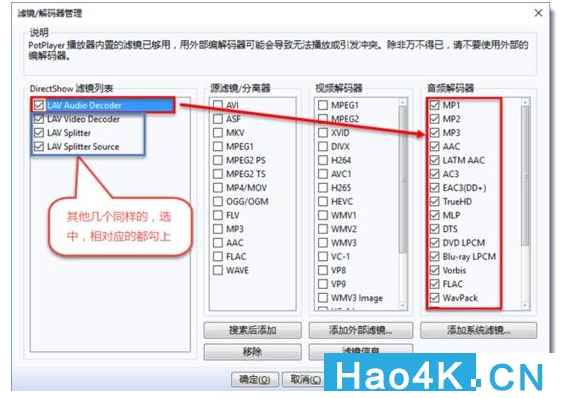 滤镜/解码器管理
说明
PotPlayer 播放器内置的滤镜已够用，用外部编解码器可能会导致无法播放或引发冲突。除非万不得已，请不要使用外部的
编解码器。
DirectShow 滤镜列表
LAV Audio Decoder
LAV Video Decoder
LAV Splitter
LAV Splitter Source
其他几个同样的，选
中，相对应的都勾上
源滤镜/分离器
AVI
ASF
MKV
MPEG1
MPEG2 PS
MPEG2 TS
MP4/MOV
OGG/OGM
FLV
MP3
AAC
FLAC
WAVE
视频解码器
MPEG1
MPEG2
XVID
DIVX
H264
AVC1
H265
HEVC
WMV1
WMV2
WMV3
VC-1
VP8
VP9
WMV3 Image
音频解码器
MP1
MP2
MP3
AAC
LATM AAC
AC3
EAC3(DD+)
TrueHD
MLP
DTS
DVD LPCM
Blu-ray LPCM
Vorbis
FLAC
WavPack
搜索后添加
添加外部滤镜...
添加系统滤镜...
移除
滤镜信息
确定(O)
取消(C)
Hao4K.CN